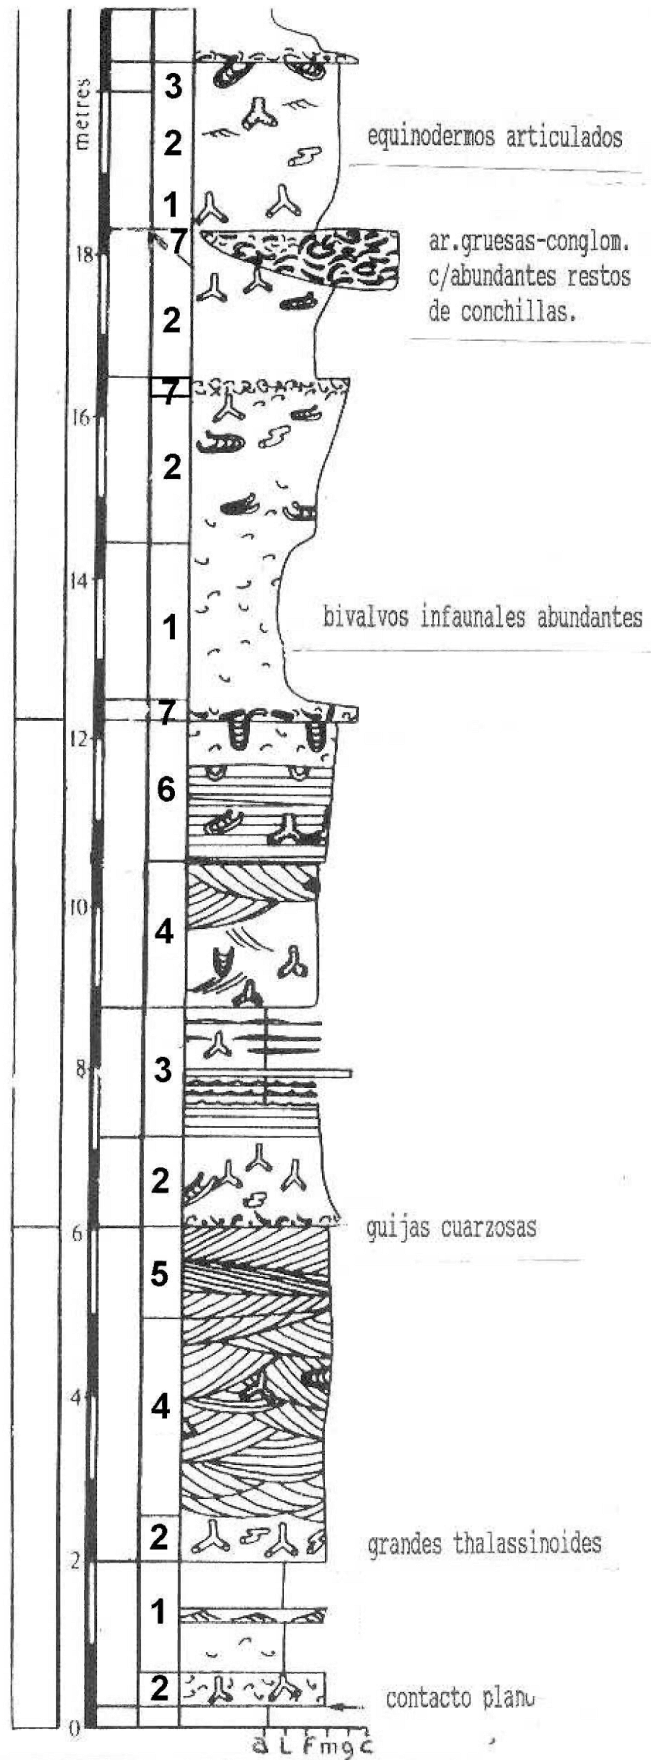 metres
3
2
equinodermos articulados
1
7
ar.gruesas-conglom.
c/abundantes restos
de conchillas.
18
2
7
16
2
14
1
bivalvos infaunales abundantes
7
12
6
10
4
8
3
2
guijas cuarzosas
6
5
4
4
2
grandes thalassinoides
2
1
2
contacto plano
0
a L F m g c